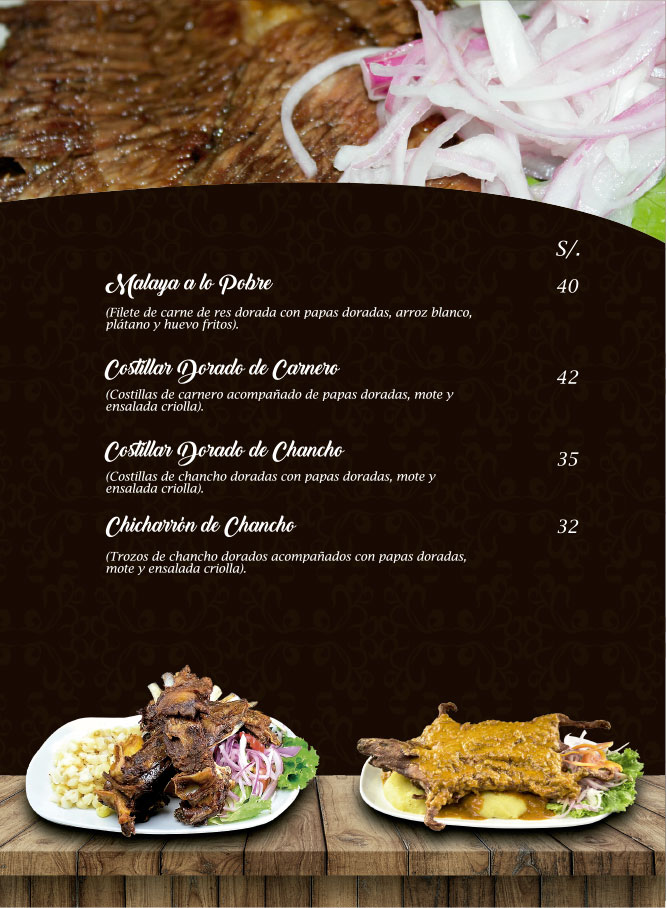 S/.
Malaya a lo Pobre 40
(Filete de carne de res dorada con papas doradas, arroz blanco,
plátano y huevo fritos).
Costillar Dorado de Carnero 42
(Costillas de carnero acompañado de papas doradas, mote y
ensalada criolla).
Costillar Dorado de Chancho 35
(Costillas de chancho doradas con papas doradas, mote y
ensalada criolla).
Chicharrón de Chancho 32
(Trozos de chancho dorados acompañados con papas doradas,
mote y ensalada criolla).